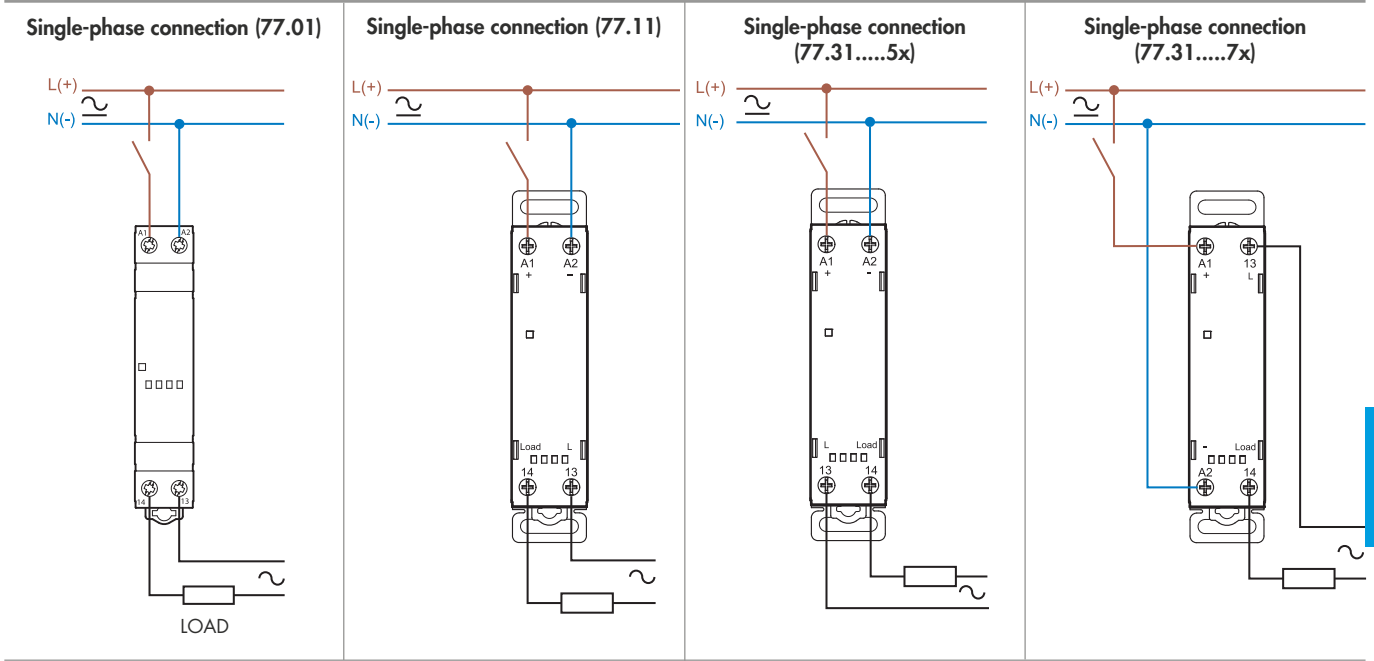 Single-phase connection (77.01)
L(+)
N(-)
A1 A2
14 13
LOAD
Single-phase connection (77.11)
L(+)
N(-)
A1 A2
+ -
Load L
14 13
Single-phase connection
(77.31.....5x)
L(+)
N(-)
A1 A2
+ -
L Load
13 14
Single-phase connection
(77.31.....7x)
L(+)
N(-)
A1 13
+ L
- Load
A2 14